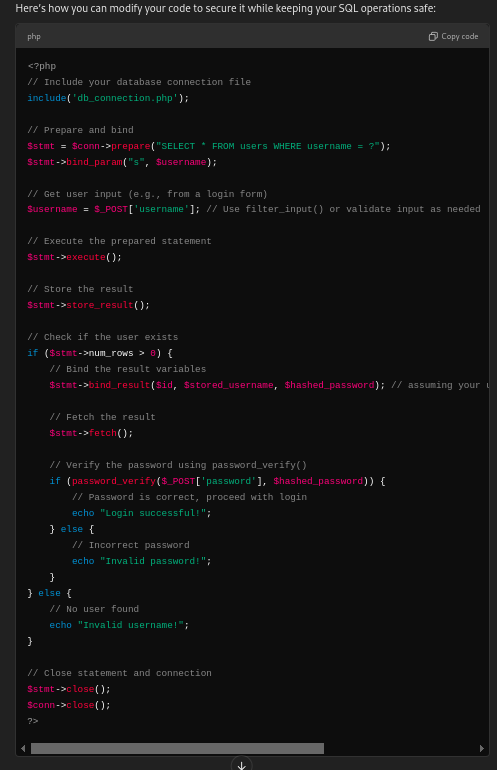 Here's how you can modify your code to secure it while keeping your SQL operations safe:
php
Copy code
<?php
// Include your database connection file
include('db_connection.php');
// Prepare and bind
$stmt = $conn->prepare("SELECT * FROM users WHERE username = ?");
$stmt->bind_param("s", $username);
// Get user input (e.g., from a login form)
$username = $_POST['username']; // Use filter_input() or validate input as needed
// Execute the prepared statement
$stmt->execute();
// Store the result
$stmt->store_result();
// Check if the user exists
if ($stmt->num_rows > 0) {
    // Bind the result variables
    $stmt->bind_result($id, $stored_username, $hashed_password); // assuming your
    // Fetch the result
    $stmt->fetch();
    // Verify the password using password_verify()
    if (password_verify($_POST['password'], $hashed_password)) {
        // Password is correct, proceed with login
        echo "Login successful!";
    } else {
        // Incorrect password
        echo "Invalid password!";
    }
} else {
    // No user found
    echo "Invalid username!";
}
// Close statement and connection
$stmt->close();
$conn->close();
?>